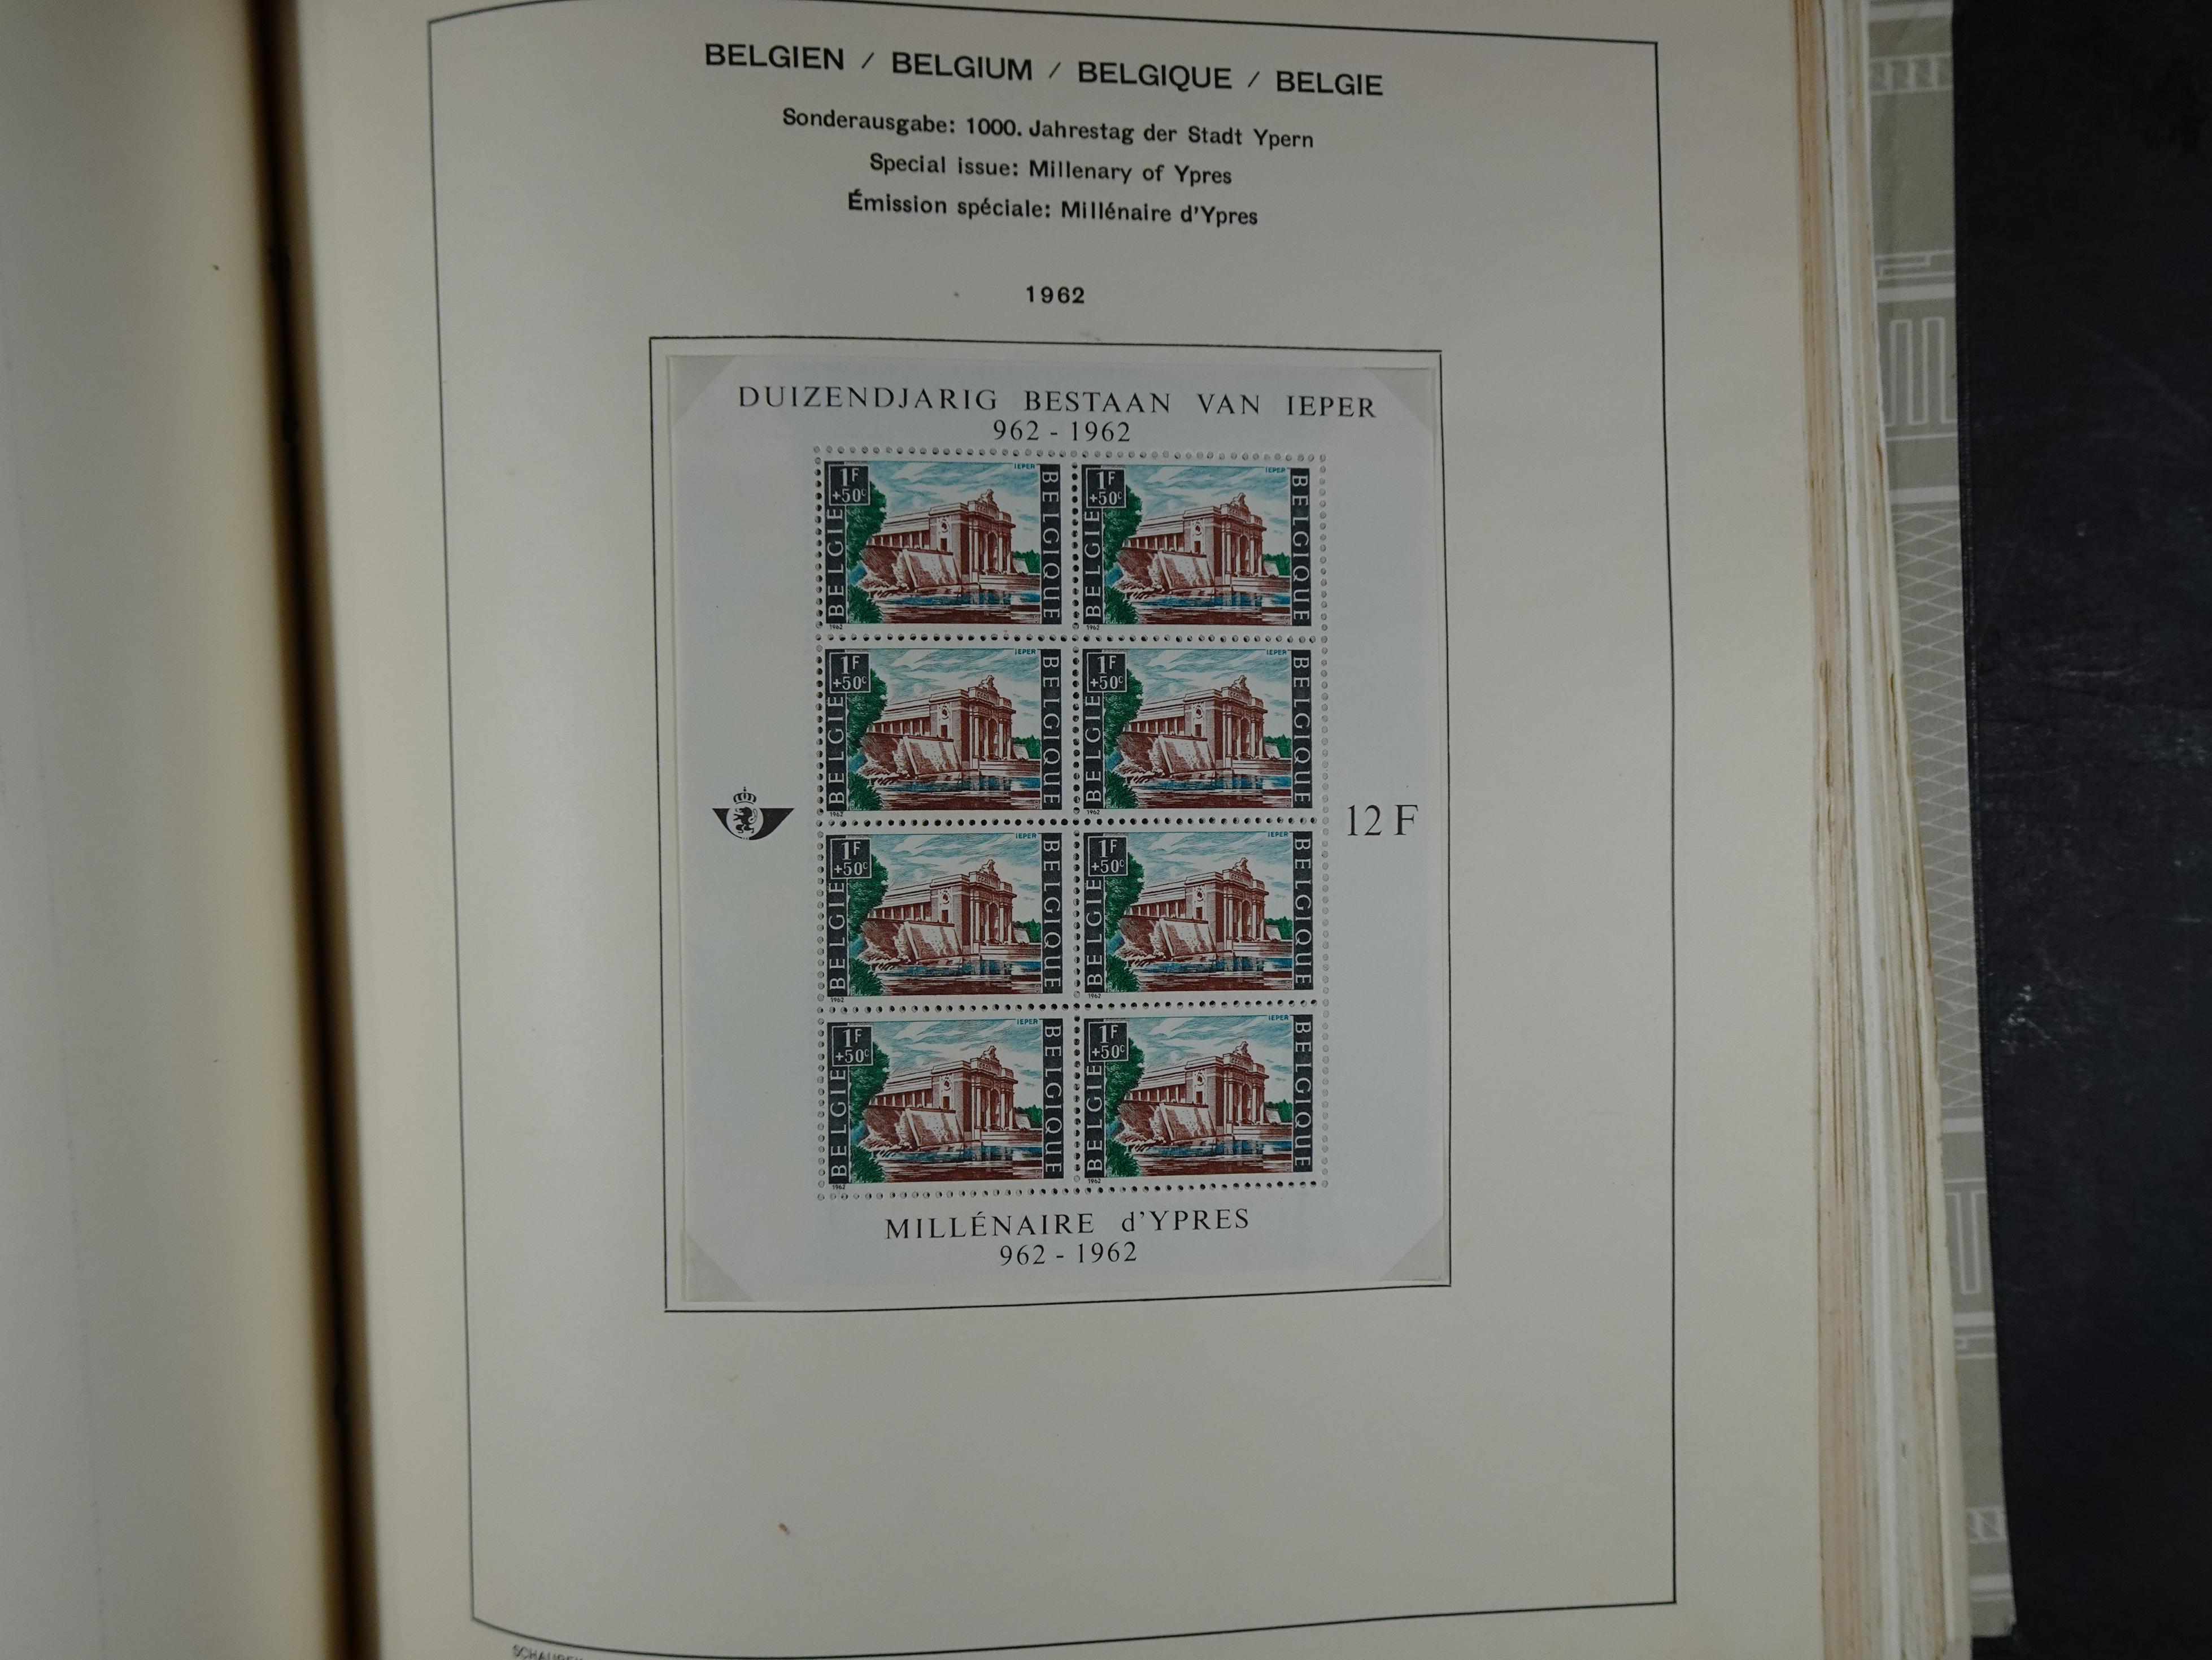 BELGIEN / BELGIUM / BELGIQUE / BELGIE
Sonderausgabe: 1000. Jahrestag der Stadt Ypern
Special issue: Millenary of Ypres
Émission spéciale: Millénaire d'Ypres
1962
DUIZENDJARIG BESTAAN VAN IEPER
962 - 1962
1F
+50c
IEPER
BELGIE
BELGIQUE
1962
1F
+50c
IEPER
BELGIE
BELGIQUE
1962
1F
+50c
IEPER
BELGIE
BELGIQUE
1962
1F
+50c
IEPER
BELGIE
BELGIQUE
1962
12 F
1F
+50c
IEPER
BELGIE
BELGIQUE
1962
1F
+50c
IEPER
BELGIE
BELGIQUE
1962
1F
+50c
IEPER
BELGIE
BELGIQUE
1962
1F
+50c
IEPER
BELGIE
BELGIQUE
1962
MILLÉNAIRE d'YPRES
962 - 1962